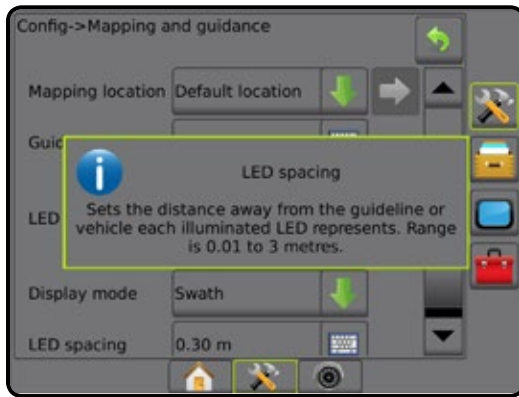 Config->Mapping and guidance
Mapping location Default location
LED spacing
Sets the distance away from the guideline or
vehicle each illuminated LED represents. Range
is 0.01 to 3 metres.
LED
Display mode Swath
LED spacing 0.30 m